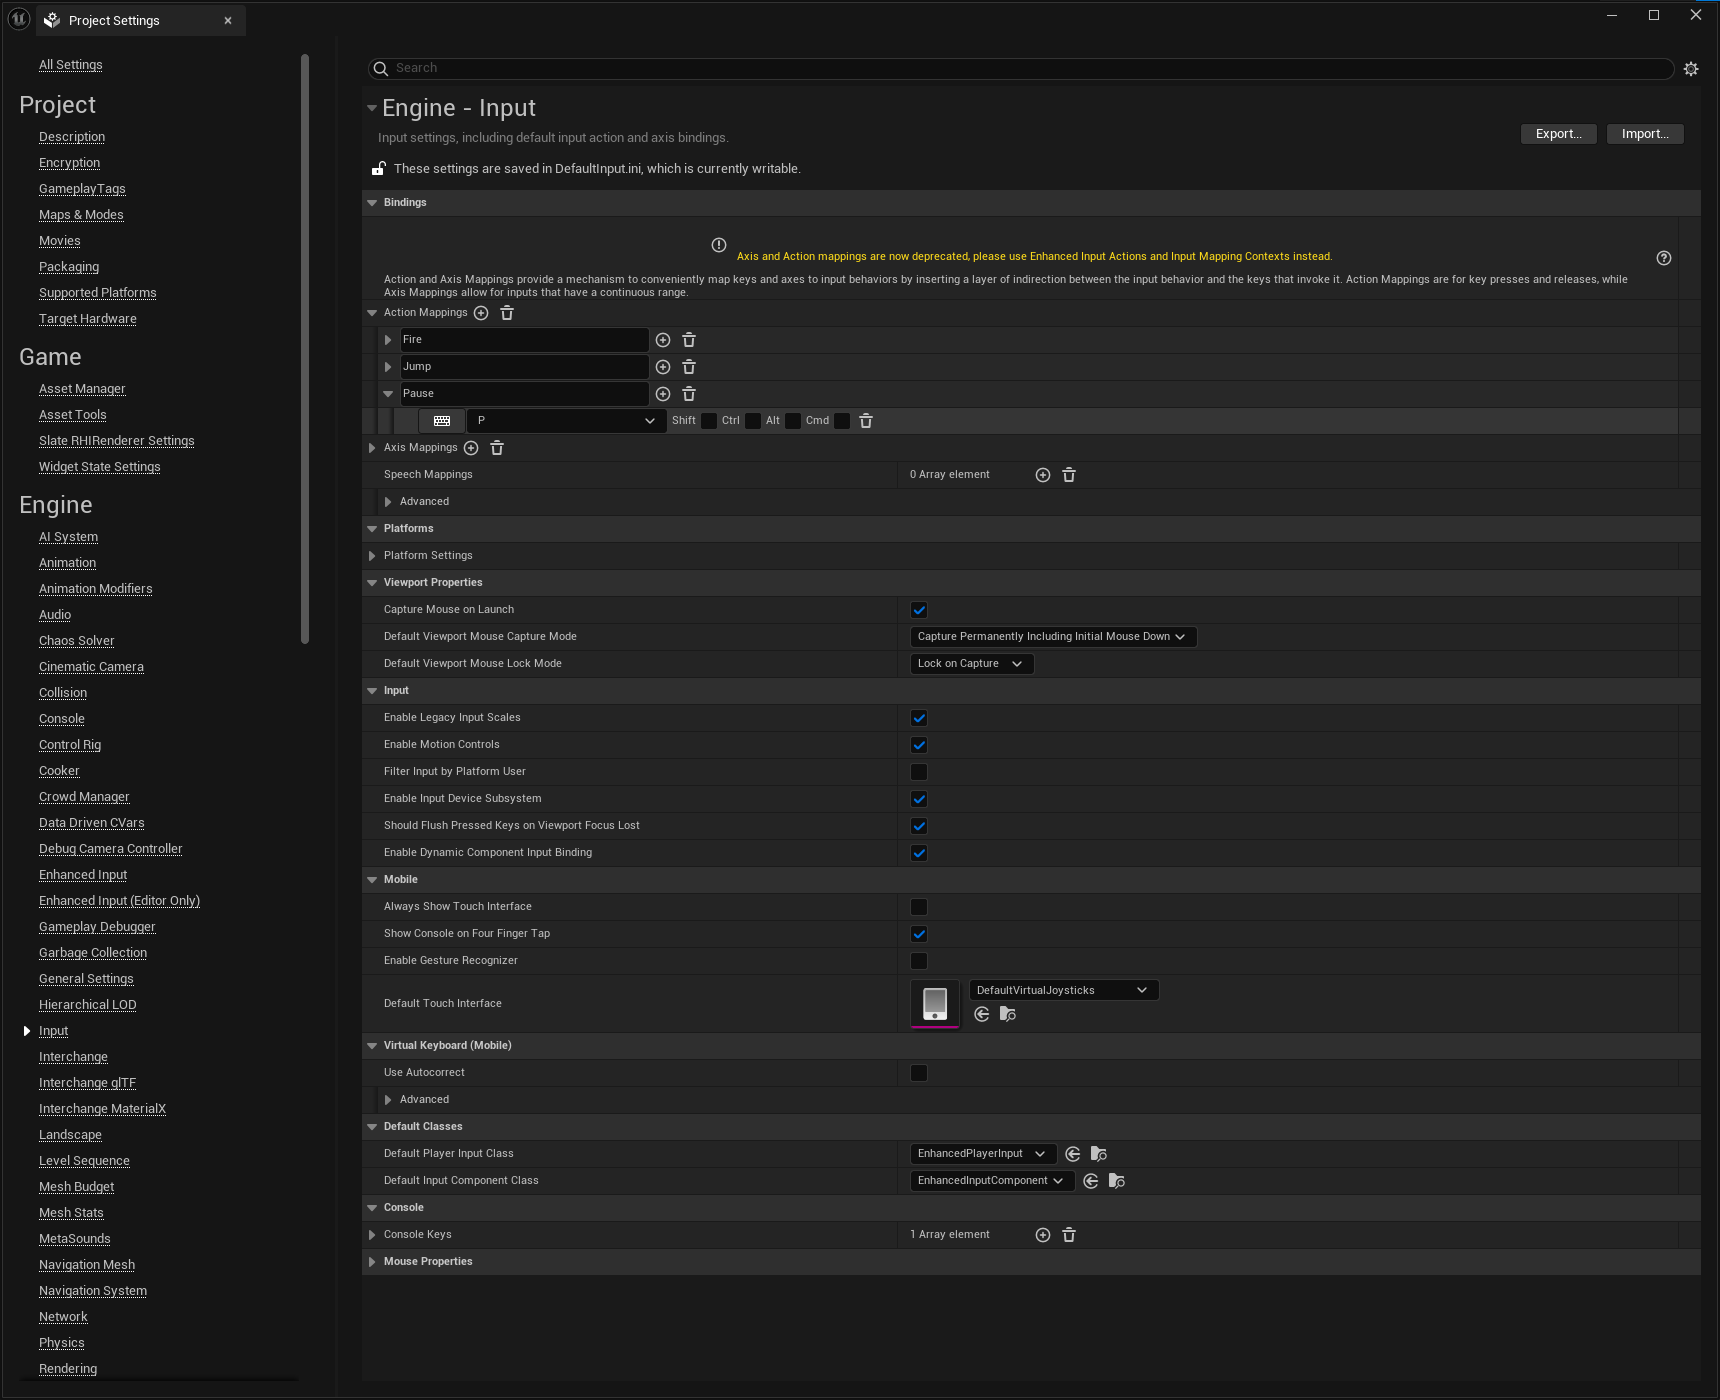 Project Settings
All Settings
Project
Description
Encryption
GameplayTags
Maps & Modes
Movies
Packaging
Supported Platforms
Target Hardware
Game
Asset Manager
Asset Tools
Slate RHIRenderer Settings
Widget State Settings
Engine
AI System
Animation
Animation Modifiers
Audio
Chaos Solver
Cinematic Camera
Collision
Console
Control Rig
Cooker
Crowd Manager
Data Driven CVars
Debug Camera Controller
Enhanced Input
Enhanced Input (Editor Only)
Gameplay Debugger
Garbage Collection
General Settings
Hierarchical LOD
Input
Interchange
Interchange glTF
Interchange MaterialX
Landscape
Level Sequence
Mesh Budget
Mesh Stats
MetaSounds
Navigation Mesh
Navigation System
Network
Physics
Rendering
Search
Engine - Input
Input settings, including default input action and axis bindings.
Export... Import...
These settings are saved in DefaultInput.ini, which is currently writable.
Bindings
Axis and Action mappings are now deprecated, please use Enhanced Input Actions and Input Mapping Contexts instead.
Action and Axis Mappings provide a mechanism to conveniently map keys and axes to input behaviors by inserting a layer of indirection between the input behavior and the keys that invoke it. Action Mappings are for key presses and releases, while
Axis Mappings allow for inputs that have a continuous range.
Action Mappings
Fire
Jump
Pause
P Shift Ctrl Alt Cmd
Axis Mappings
Speech Mappings 0 Array element
Advanced
Platforms
Platform Settings
Viewport Properties
Capture Mouse on Launch
Default Viewport Mouse Capture Mode Capture Permanently Including Initial Mouse Down
Default Viewport Mouse Lock Mode Lock on Capture
Input
Enable Legacy Input Scales
Enable Motion Controls
Filter Input by Platform User
Enable Input Device Subsystem
Should Flush Pressed Keys on Viewport Focus Lost
Enable Dynamic Component Input Binding
Mobile
Always Show Touch Interface
Show Console on Four Finger Tap
Enable Gesture Recognizer
Default Touch Interface DefaultVirtualJoysticks
Virtual Keyboard (Mobile)
Use Autocorrect
Advanced
Default Classes
Default Player Input Class EnhancedPlayerInput
Default Input Component Class EnhancedInputComponent
Console
Console Keys 1 Array element
Mouse Properties